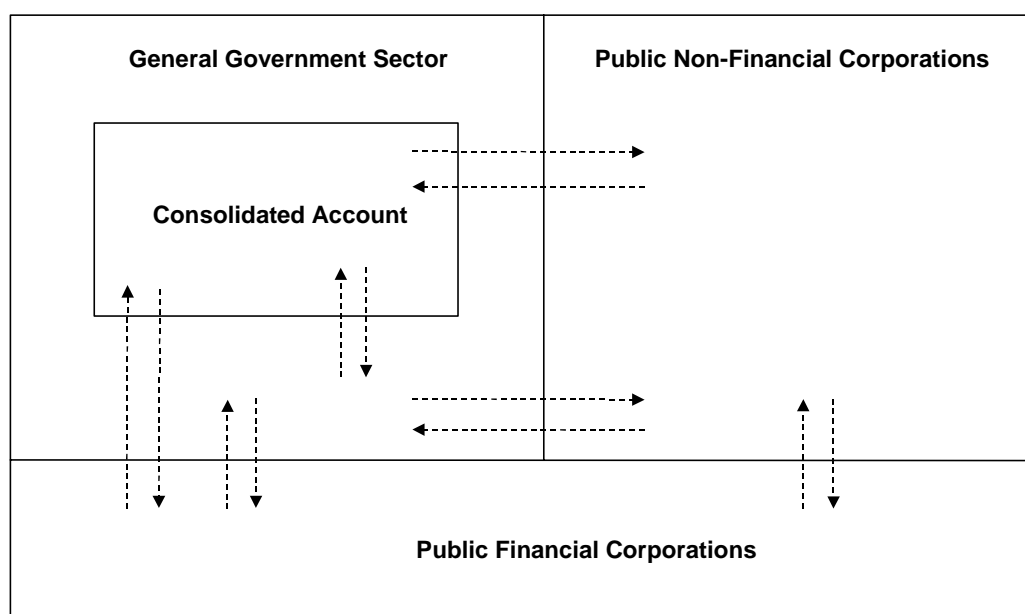 General Government Sector
Public Non-Financial Corporations
Consolidated Account
Public Financial Corporations